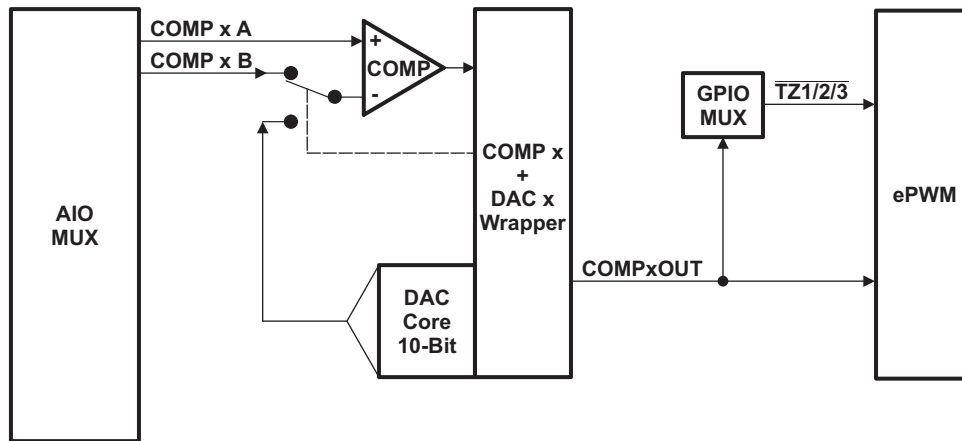 COMP x A
COMP x B
+
COMP
-
AIO
MUX
COMP x
+
DAC x
Wrapper
DAC
Core
10-Bit
COMPxOUT
GPIO
MUX
TZ1/2/3
ePWM